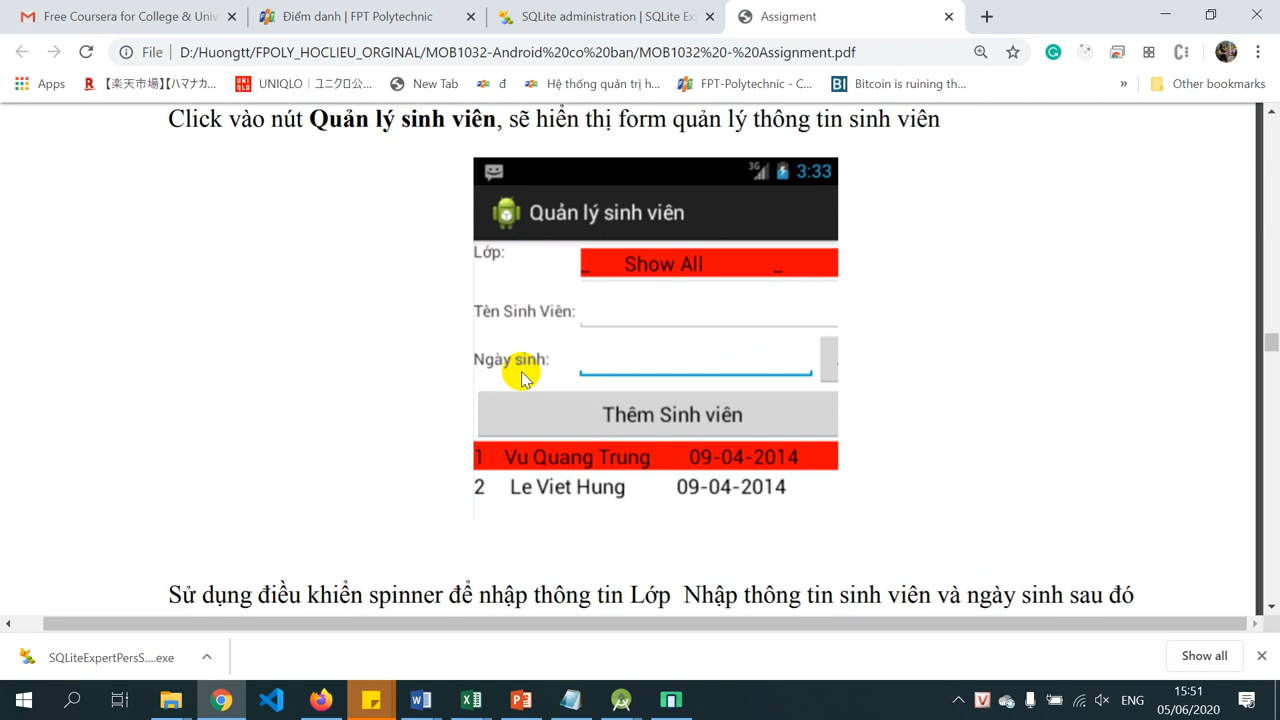 Free Coursera for College & Univ
Điểm danh | FPT Polytechnic
SQLite administration | SQLite Ex
Assigment
File
D:/Huongtt/FPOLY_HOCLIEU_ORGINAL/MOB1032-Android%20co%20ban/MOB1032%20-%20Assignment.pdf
Apps
【楽天市場】【ハマナカ...
UNIQLO | ユニクロ公...
New Tab
đ
Hệ thống quản trị h...
FPT-Polytechnic - C...
Bitcoin is ruining th...
»
Other bookmarks
Click vào nút Quản lý sinh viên, sẽ hiển thị form quản lý thông tin sinh viên
3G 3:33
Quản lý sinh viên
Lớp:
_ Show All _
Tên Sinh Viên:
Ngày sinh:
Thêm Sinh viên
1 Vu Quang Trung 09-04-2014
2 Le Viet Hung 09-04-2014
Sử dụng điều khiển spinner để nhập thông tin Lớp Nhập thông tin sinh viên và ngày sinh sau đó
SQLiteExpertPersS....exe
Show all
ENG
15:51
05/06/2020